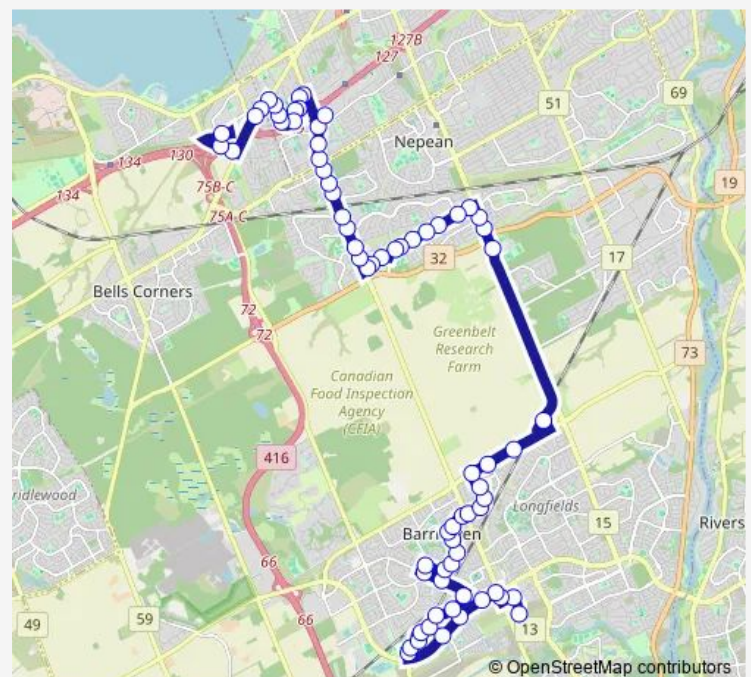 127B
127
51
69
Nepean
134
130
134
75B-C
19
75A-C
32
17
Bells Corners
72
72
Greenbelt
Research
Farm
73
Canadian
Food Inspection
Agency
(CFIA)
416
ridlewood
Longfields
15
Rivers
66
59
49
66
13
© OpenStreetMap contributors